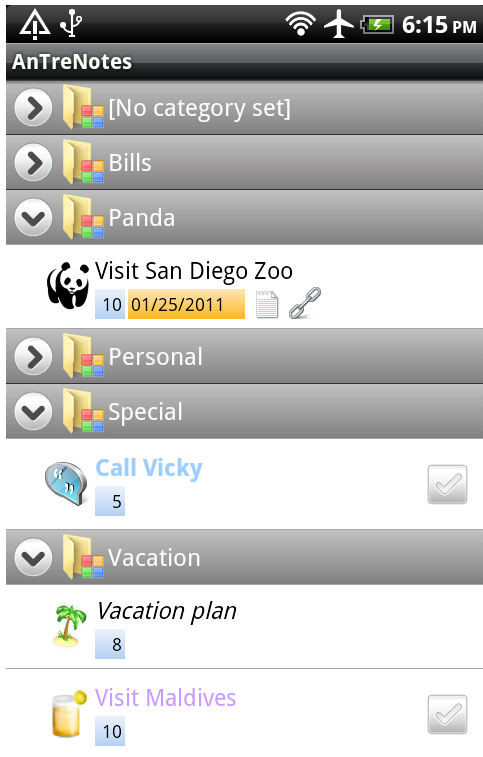 6:15 PM
AnTreNotes
[No category set]
Bills
Panda
Visit San Diego Zoo
10 01/25/2011
Personal
Special
Call Vicky
5
Vacation
Vacation plan
8
Visit Maldives
10